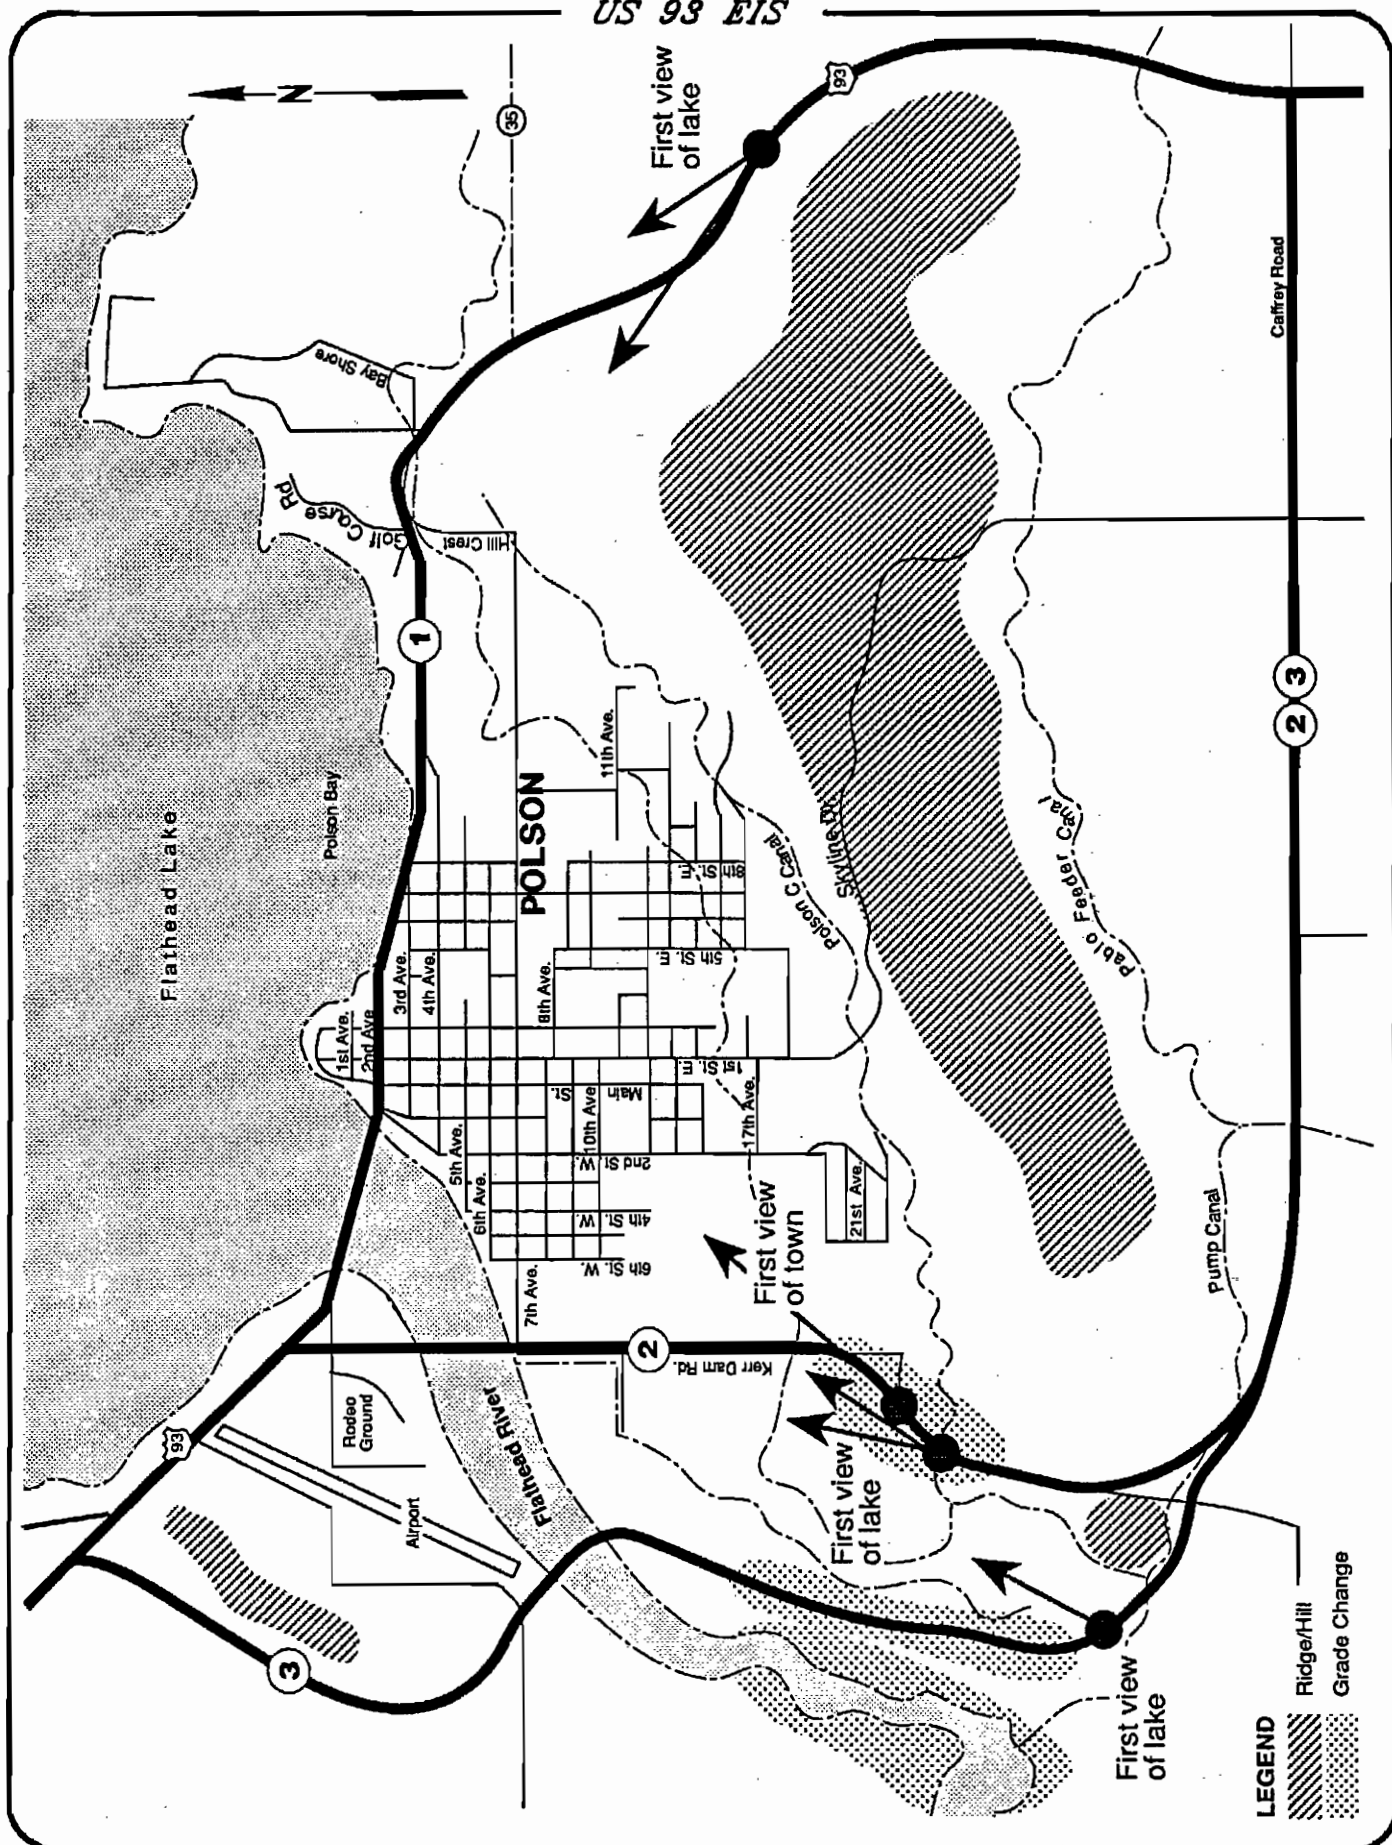 US 93 EIS
N
35
First view
of lake
93
Flathead Lake
Polson Bay
Bay Shore
Golf Course Rd
Hill Crest
1
Caffrey Road
POLSON
11th Ave.
1st Ave.
2nd Ave
3rd Ave.
4th Ave.
5th Ave.
6th Ave.
7th Ave.
8th Ave.
10th Ave
17th Ave.
21st Ave.
8th St. E.
5th St. E.
1st St. E.
Main
St.
2nd St. W.
4th St. W.
6th St. W.
Polson C Canal
Skyline Dr.
Pablo Feeder Canal
Pump Canal
2
3
First view
of town
2
Kerr Dam Rd.
93
Rodeo
Ground
Airport
Flathead River
First view
of lake
3
First view
of lake
LEGEND
Ridge/Hill
Grade Change